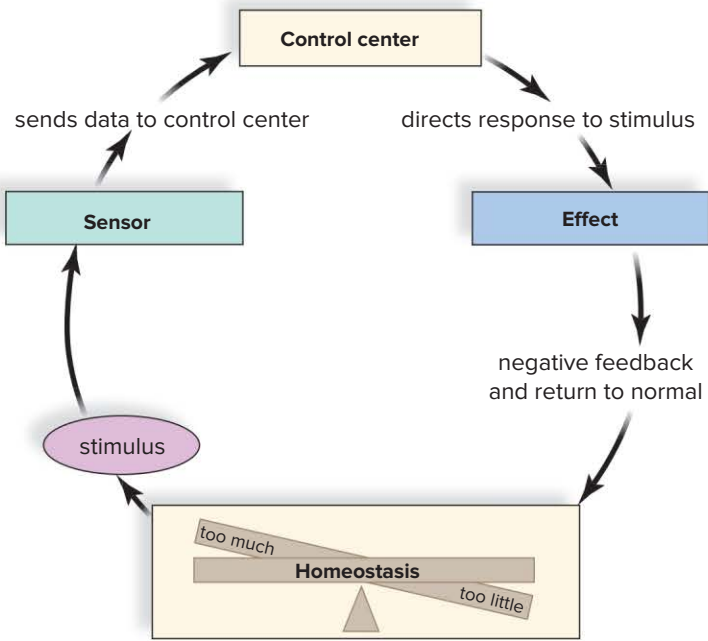 Control center
sends data to control center
directs response to stimulus
Sensor
Effect
negative feedback
and return to normal
stimulus
too much
Homeostasis
too little